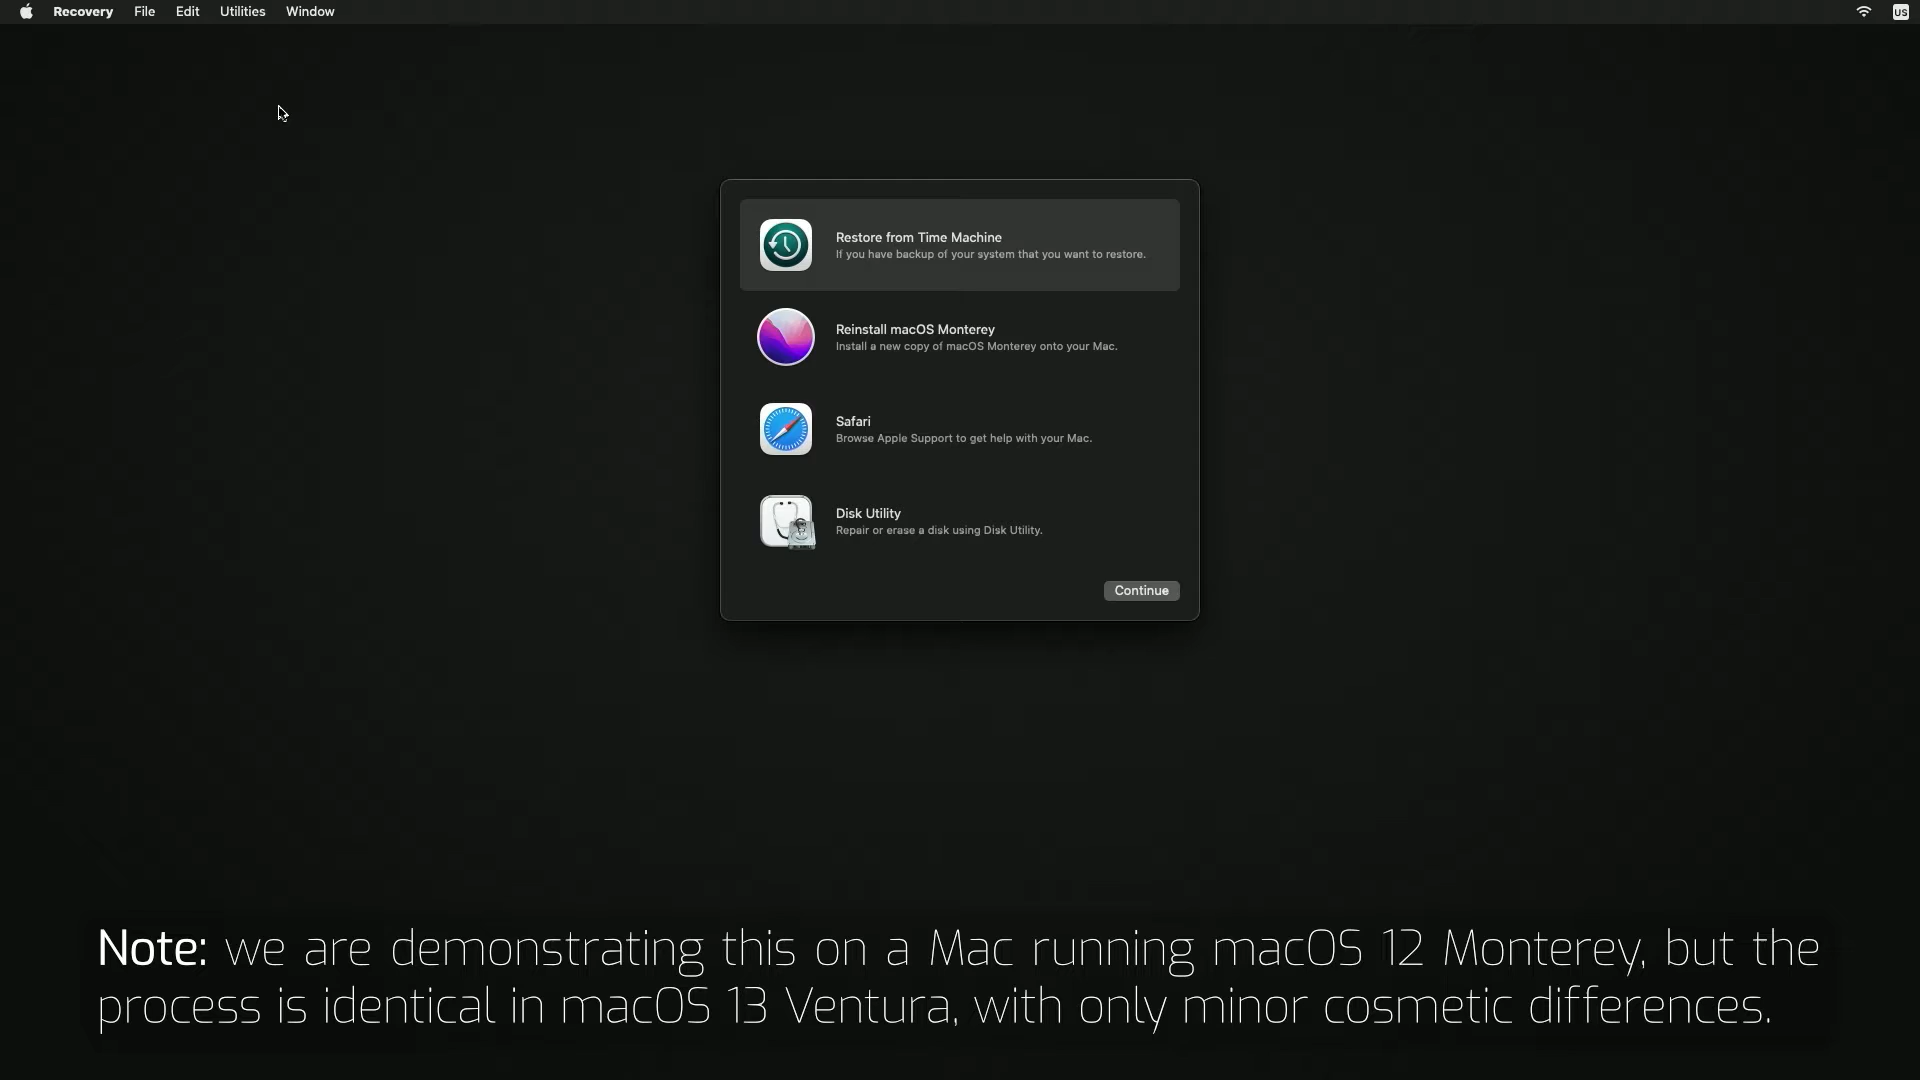 Recovery File Edit Utilities Window US
Restore from Time Machine
If you have backup of your system that you want to restore.
Reinstall macOS Monterey
Install a new copy of macOS Monterey onto your Mac.
Safari
Browse Apple Support to get help with your Mac.
Disk Utility
Repair or erase a disk using Disk Utility.
Continue
Note: we are demonstrating this on a Mac running macOS 12 Monterey, but the
process is identical in macOS 13 Ventura, with only minor cosmetic differences.